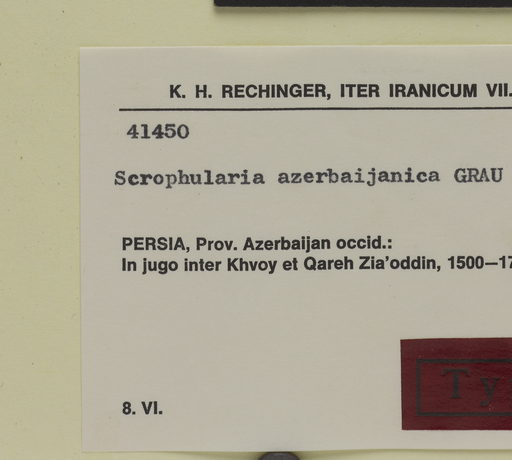 K. H. RECHINGER, ITER IRANICUM VII.
41450
Scrophularia azerbaijanica GRAU
PERSIA, Prov. Azerbaijan occid.:
In jugo inter Khvoy et Qareh Zia'oddin, 1500—17
Ty
8. VI.